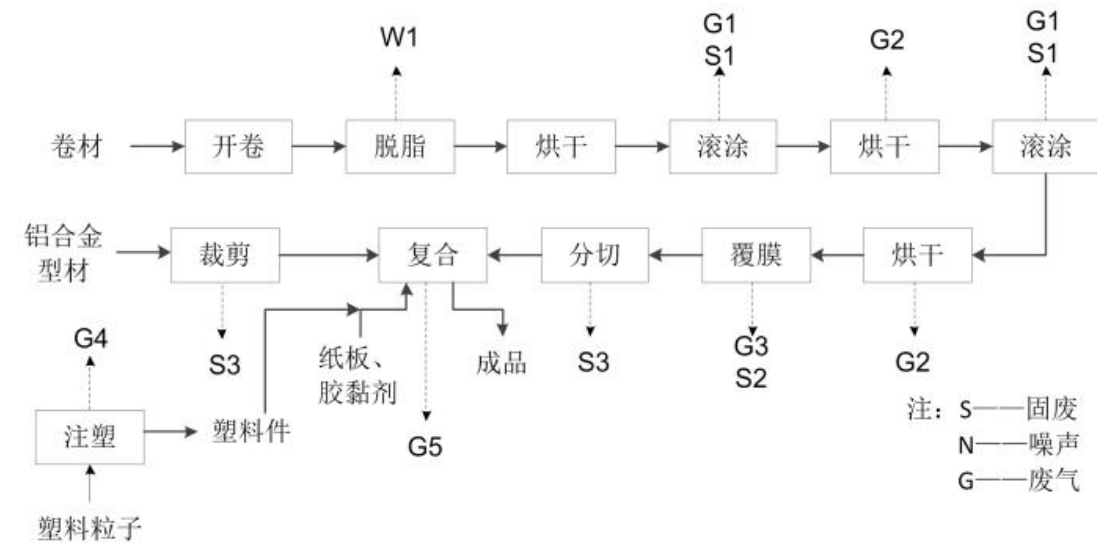 W1
G1
S1
G2
G1
S1
卷材
开卷
脱脂
烘干
滚涂
烘干
滚涂
铝合金
型材
裁剪
复合
分切
覆膜
烘干
G4
S3
纸板、
胶黏剂
成品
S3
G3
S2
G2
注塑
塑料件
G5
注：S——固废
N——噪声
G——废气
塑料粒子